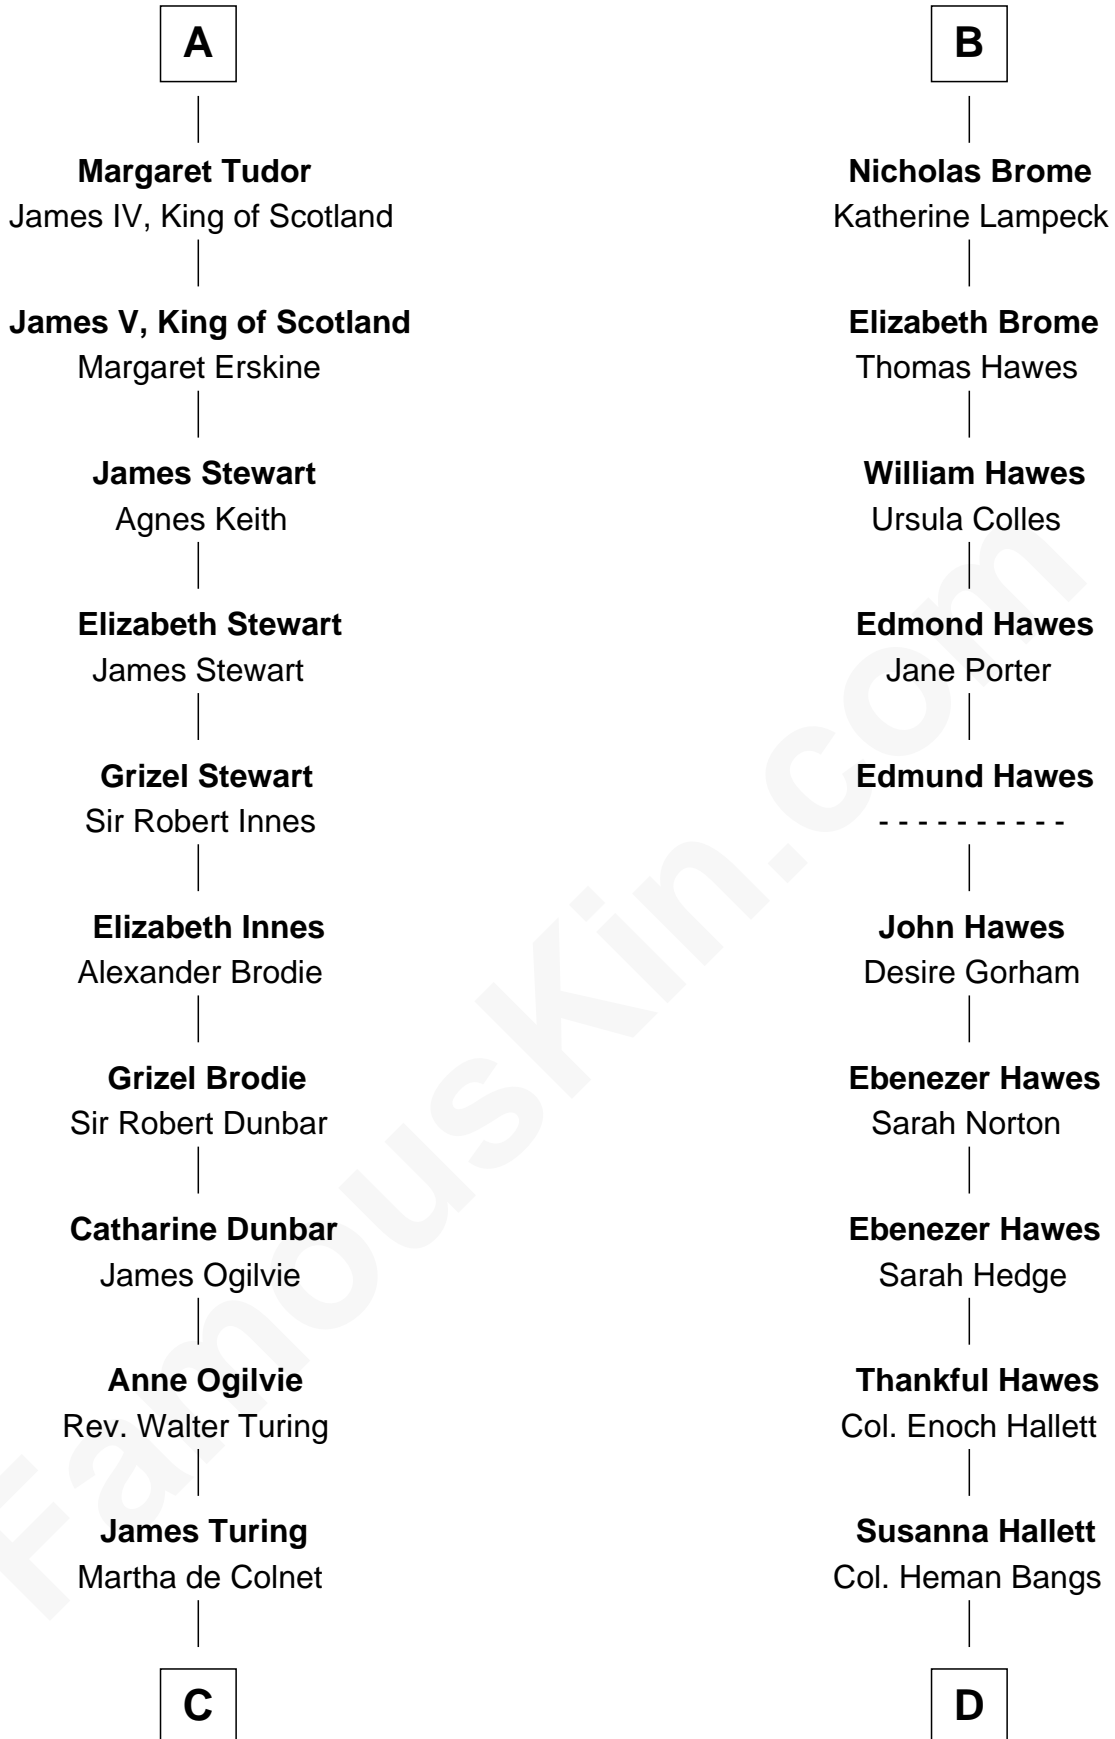 A
Margaret Tudor
James IV, King of Scotland
James V, King of Scotland
Margaret Erskine
James Stewart
Agnes Keith
Elizabeth Stewart
James Stewart
Grizel Stewart
Sir Robert Innes
Elizabeth Innes
Alexander Brodie
Grizel Brodie
Sir Robert Dunbar
Catharine Dunbar
James Ogilvie
Anne Ogilvie
Rev. Walter Turing
James Turing
Martha de Colnet
C
B
Nicholas Brome
Katherine Lampeck
Elizabeth Brome
Thomas Hawes
William Hawes
Ursula Colles
Edmond Hawes
Jane Porter
Edmund Hawes
- - - - - - - - - -
John Hawes
Desire Gorham
Ebenezer Hawes
Sarah Norton
Ebenezer Hawes
Sarah Hedge
Thankful Hawes
Col. Enoch Hallett
Susanna Hallett
Col. Heman Bangs
D
FamousKin.com